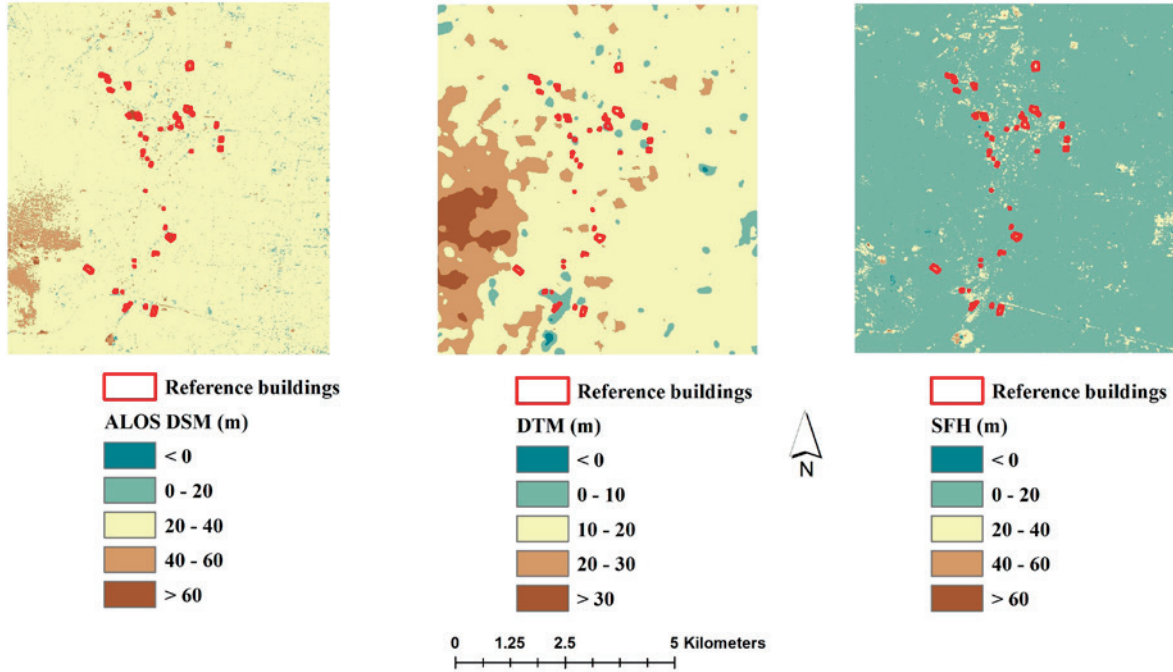 Reference buildings
ALOS DSM (m)
< 0
0 - 20
20 - 40
40 - 60
> 60
Reference buildings
DTM (m)
< 0
0 - 10
10 - 20
20 - 30
> 30
N
Reference buildings
SFH (m)
< 0
0 - 20
20 - 40
40 - 60
> 60
0 1.25 2.5 5 Kilometers